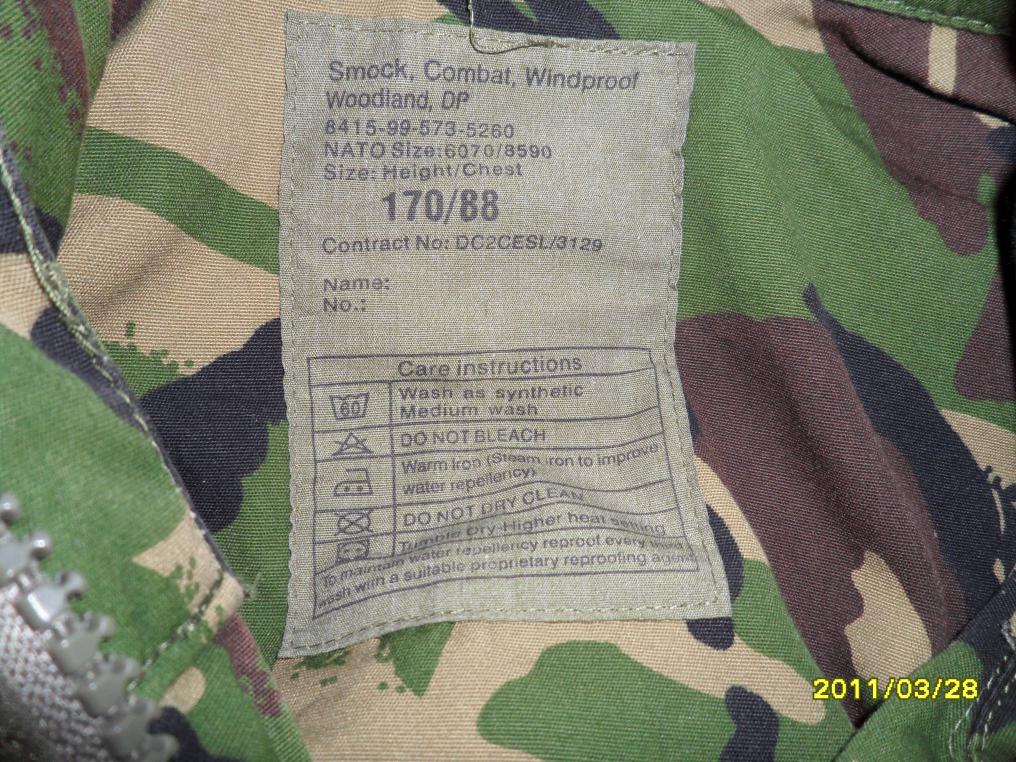 Smock, Combat, Windproof
Woodland, DP
8415-99-573-5260
NATO Size:6070/8590
Size: Height/Chest
170/88
Contract No: DC2CESL/3129
Name:
No.:
Care instructions
60
Wash as synthetic
Medium wash
DO NOT BLEACH
Warm Iron (Steam iron to improve
water repellency)
DO NOT DRY CLEAN
Tumble Dry-Higher heat setting
To maintain water repellency reproof every
wash with a suitable proprietary reproofing agent
2011/03/28